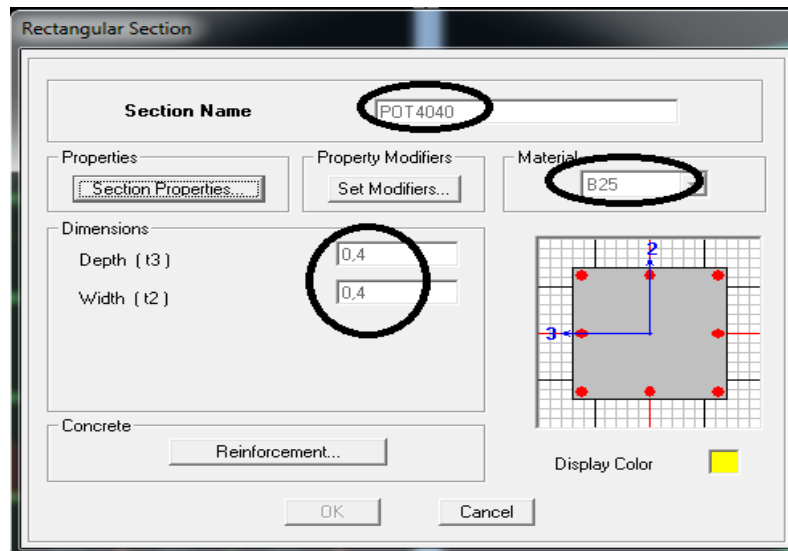 Rectangular Section
Section Name POT4040
Properties Property Modifiers Material
Section Properties... Set Modifiers... B25
Dimensions
Depth ( t3 ) 0,4
Width ( t2 ) 0,4
2
3
Concrete
Reinforcement...
Display Color
OK Cancel